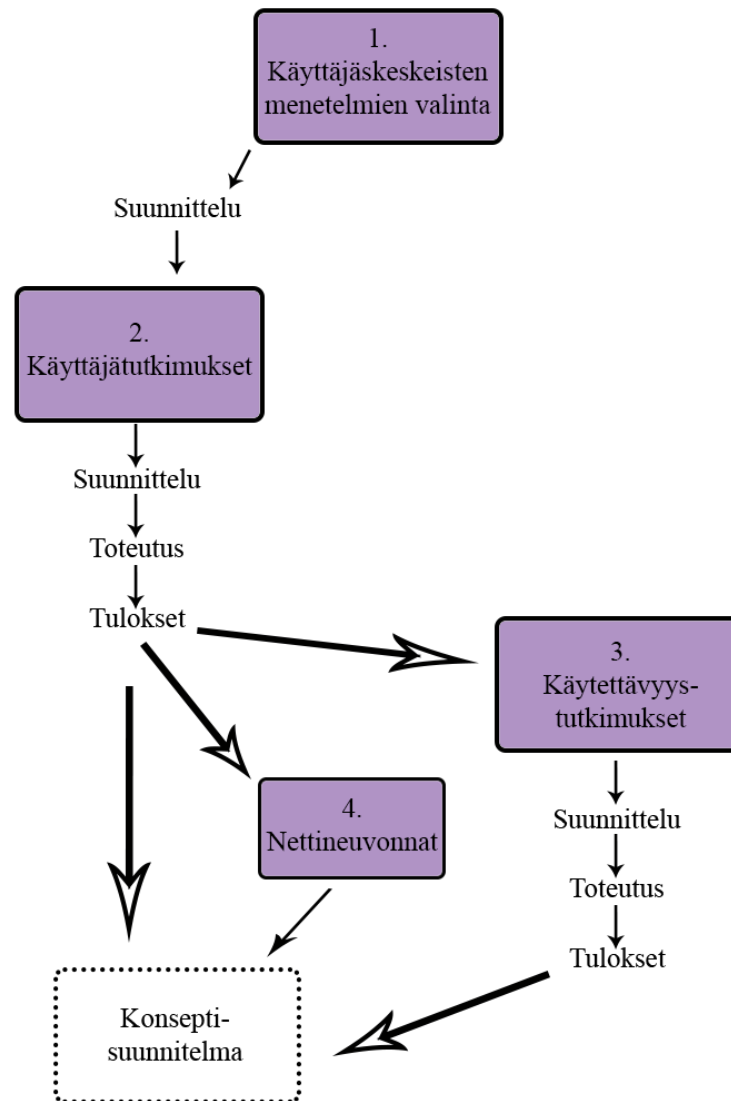 1.
Käyttäjäskeskeisten
menetelmien valinta
Suunnittelu
2.
Käyttäjätutkimukset
Suunnittelu
Toteutus
Tulokset
3.
Käytettävyys-
tutkimukset
4.
Nettineuvonnat
Suunnittelu
Toteutus
Tulokset
Konsepti-
suunnitelma